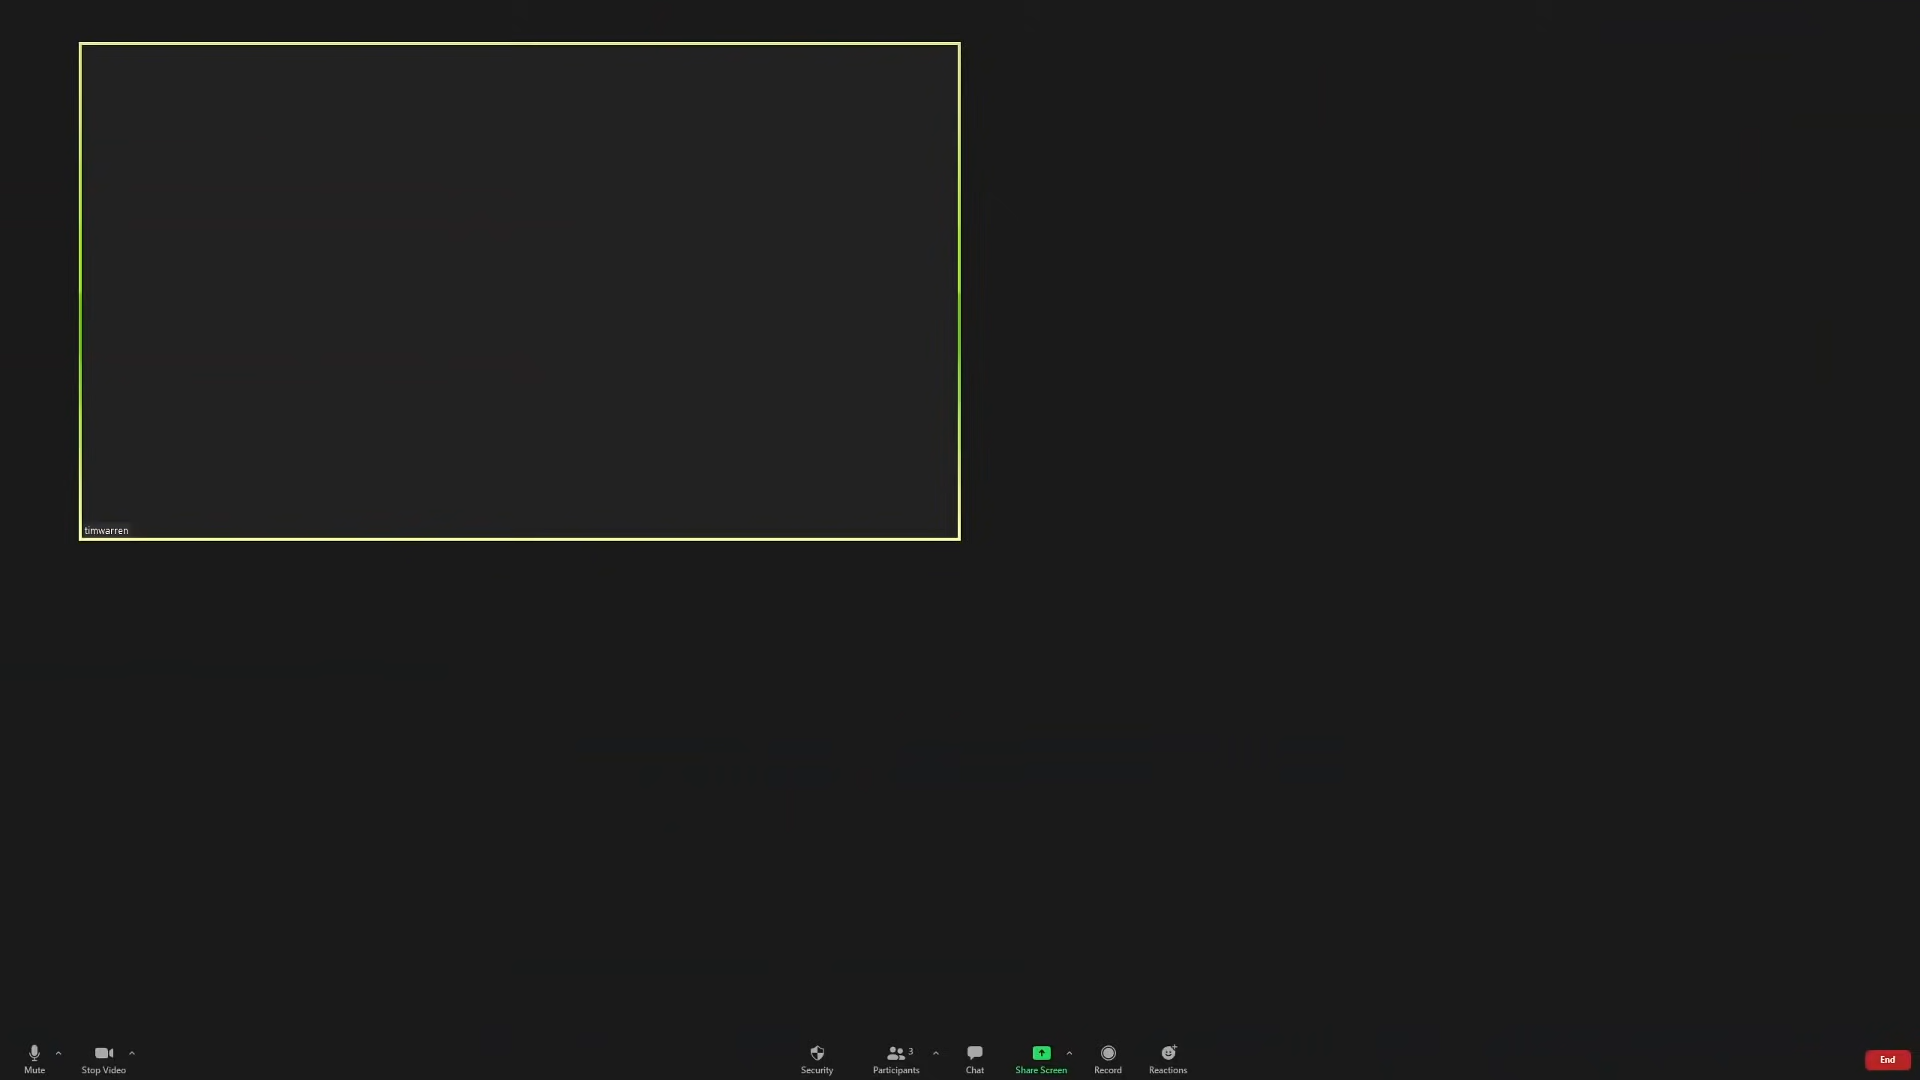 timwarren
Mute
Stop Video
Security
3
Participants
Chat
Share Screen
Record
Reactions
End